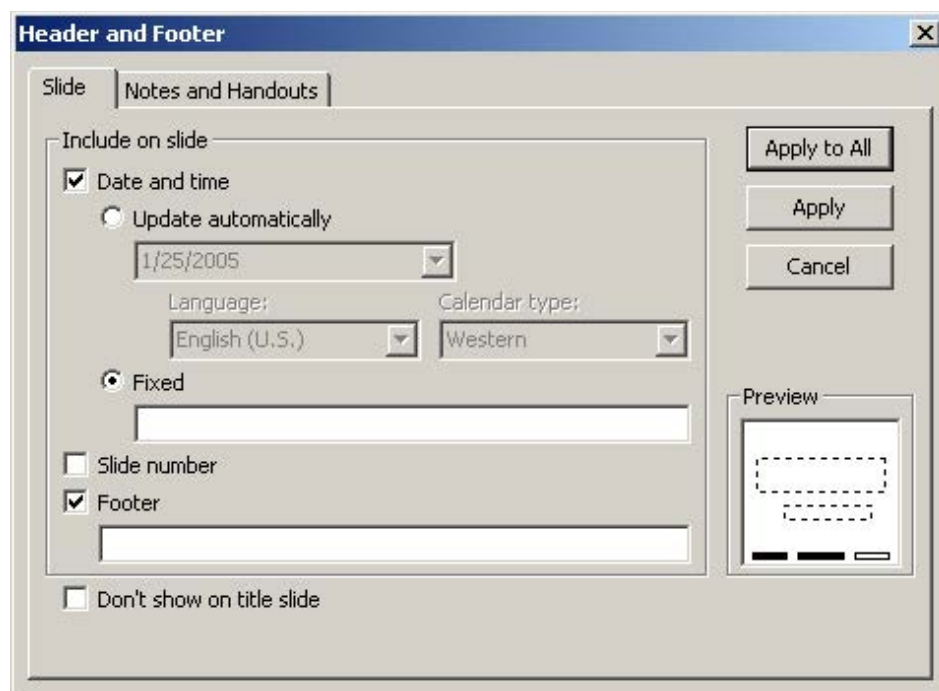 Header and Footer
Slide
Notes and Handouts
Include on slide
Date and time
Update automatically
1/25/2005
Language:
Calendar type:
English (U.S.)
Western
Fixed
Slide number
Footer
Don't show on title slide
Apply to All
Apply
Cancel
Preview